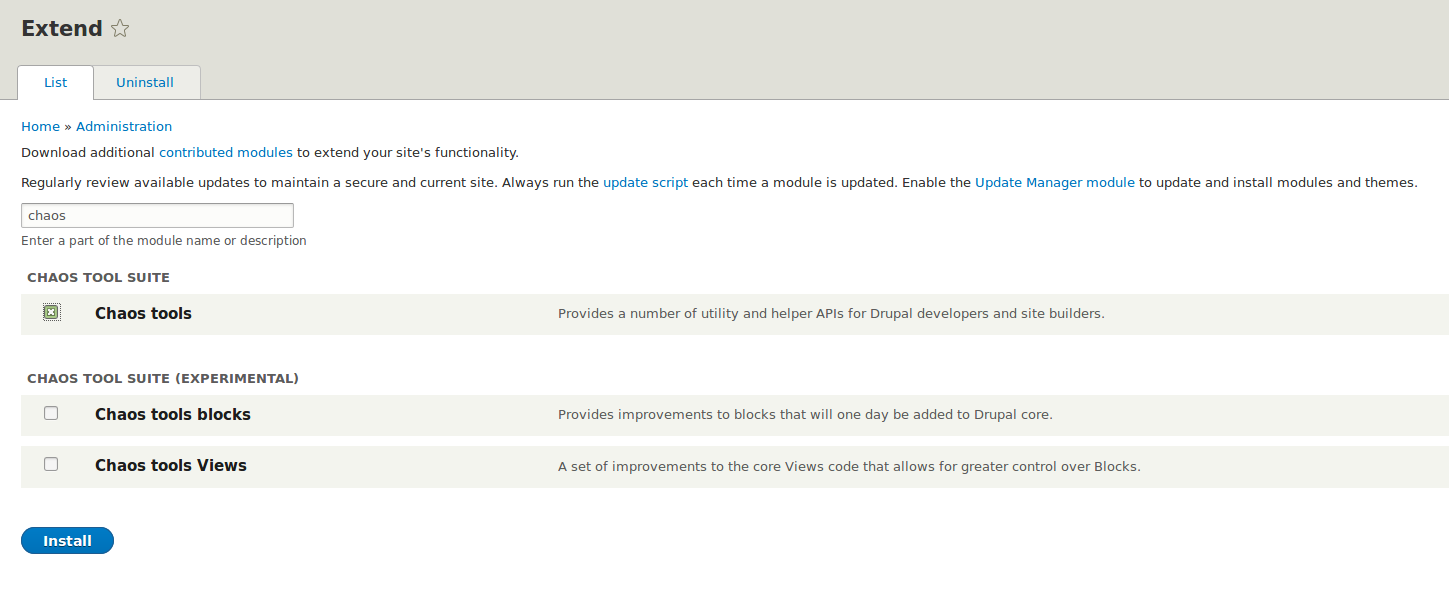 Extend
List Uninstall
Home » Administration
Download additional contributed modules to extend your site's functionality.
Regularly review available updates to maintain a secure and current site. Always run the update script each time a module is updated. Enable the Update Manager module to update and install modules and themes.
chaos
Enter a part of the module name or description
CHAOS TOOL SUITE
Chaos tools Provides a number of utility and helper APIs for Drupal developers and site builders.
CHAOS TOOL SUITE (EXPERIMENTAL)
Chaos tools blocks Provides improvements to blocks that will one day be added to Drupal core.
Chaos tools Views A set of improvements to the core Views code that allows for greater control over Blocks.
Install